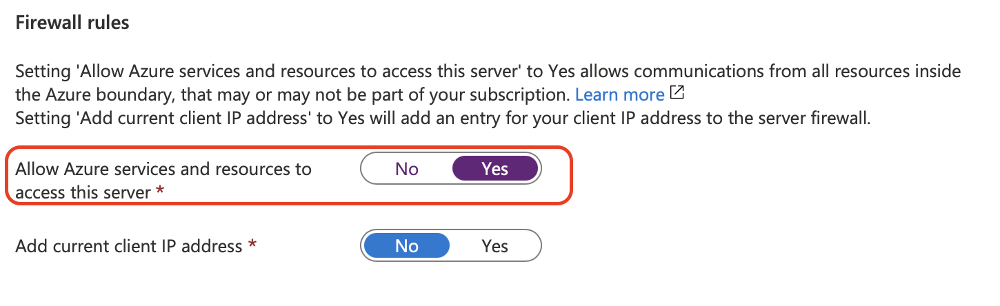 Firewall rules
Setting 'Allow Azure services and resources to access this server' to Yes allows communications from all resources inside
the Azure boundary, that may or may not be part of your subscription. Learn more
Setting 'Add current client IP address' to Yes will add an entry for your client IP address to the server firewall.
Allow Azure services and resources to
access this server *
No Yes
Add current client IP address *
No Yes